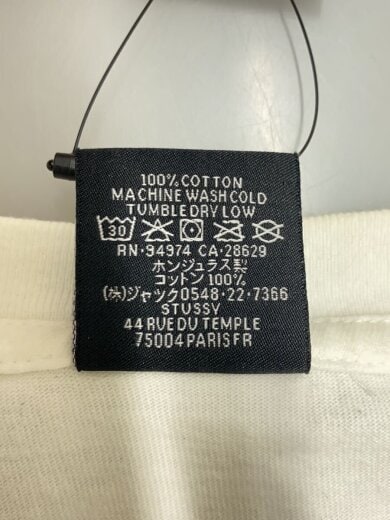 100% COTTON
MACHINE WASH COLD
TUMBLE DRY LOW
30
RN·94974 CA·28629
ホンジュラス製
コットン 100%
(株)ジャック0548·22·7366
STUSSY
44 RUE DU TEMPLE
75004 PARIS FR